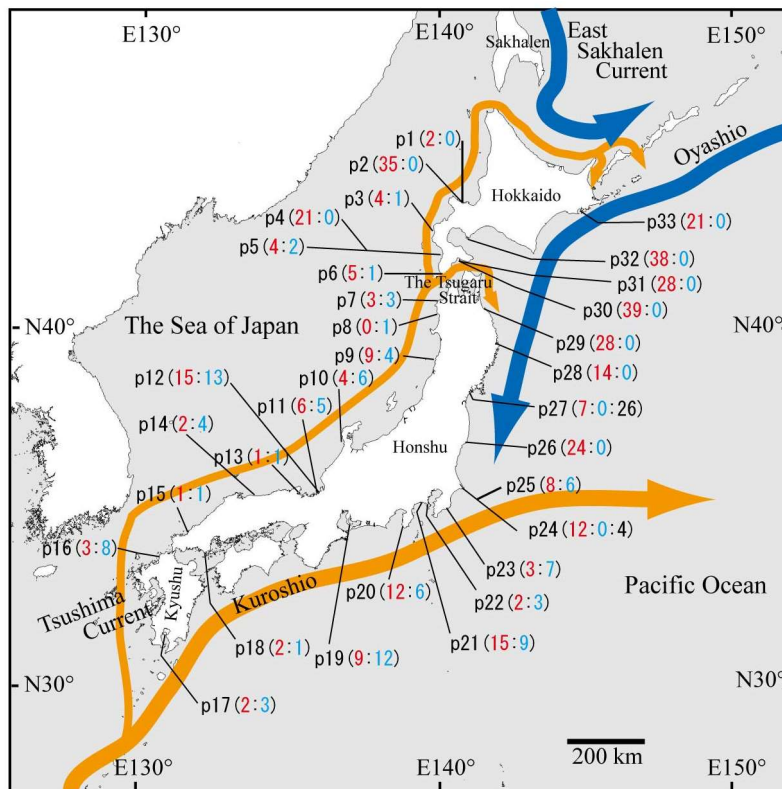 E130°
E140°
E150°
Sakhalen
East
Sakhalen
Current
p1 (2:0)
p2 (35:0)
Oyashio
p3 (4:1)
Hokkaido
p4 (21:0)
p33 (21:0)
p5 (4:2)
p32 (38:0)
p6 (5:1)
The Tsugaru
Strait
p31 (28:0)
p7 (3:3)
p30 (39:0)
N40°
The Sea of Japan
p8 (0:1)
N40°
p29 (28:0)
p9 (9:4)
p28 (14:0)
p12 (15:13)
p10 (4:6)
p11 (6:5)
p27 (7:0:26)
p14 (2:4)
Honshu
p26 (24:0)
p13 (1:1)
p25 (8:6)
p15 (1:1)
p24 (12:0:4)
p16 (3:8)
p23 (3:7)
Pacific Ocean
Kuroshio
Kyushu
p20 (12:6)
p22 (2:3)
Tsushima
Current
p21 (15:9)
p18 (2:1)
p19 (9:12)
N30°
N30°
p17 (2:3)
200 km
E130°
E140°
E150°